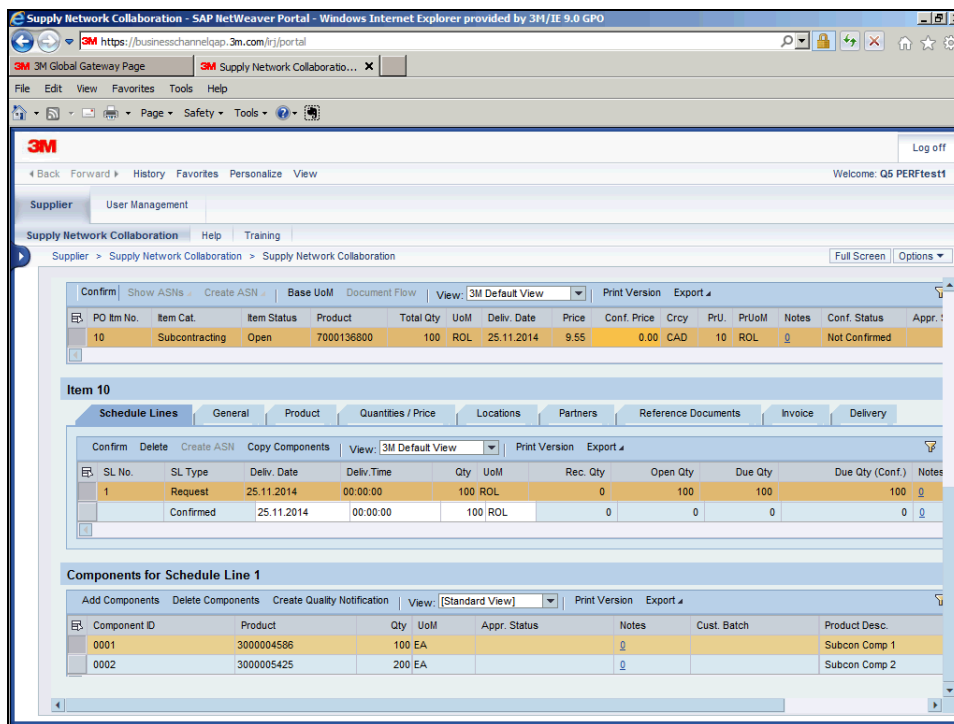 Supply Network Collaboration - SAP NetWeaver Portal - Windows Internet Explorer provided by 3M/IE 9.0 GPO
3M https://businesschannelqap.3m.com/irj/portal
3M 3M Global Gateway Page 3M Supply Network Collaboratio... X
File Edit View Favorites Tools Help
Page Safety Tools
3M Log off
Back Forward History Favorites Personalize View Welcome: Q5 PERFtest1
Supplier User Management
Supply Network Collaboration Help Training
Supplier > Supply Network Collaboration > Supply Network Collaboration Full Screen Options
Confirm Show ASNs Create ASN Base UoM Document Flow View: 3M Default View Print Version Export
PO Itm No. Item Cat. Item Status Product Total Qty UoM Deliv. Date Price Conf. Price Crcy PrU. PrUoM Notes Conf. Status Appr.
10 Subcontracting Open 7000136800 100 ROL 25.11.2014 9.55 0.00 CAD 10 ROL 0 Not Confirmed
Item 10
Schedule Lines General Product Quantities / Price Locations Partners Reference Documents Invoice Delivery
Confirm Delete Create ASN Copy Components View: 3M Default View Print Version Export
SL No. SL Type Deliv. Date Deliv.Time Qty UoM Rec. Qty Open Qty Due Qty Due Qty (Conf.) Notes
1 Request 25.11.2014 00:00:00 100 ROL 0 100 100 100 0
Confirmed 25.11.2014 00:00:00 100 ROL 0 0 0 0 0
Components for Schedule Line 1
Add Components Delete Components Create Quality Notification View: [Standard View] Print Version Export
Component ID Product Qty UoM Appr. Status Notes Cust. Batch Product Desc.
0001 3000004586 100 EA 0 Subcon Comp 1
0002 3000005425 200 EA 0 Subcon Comp 2